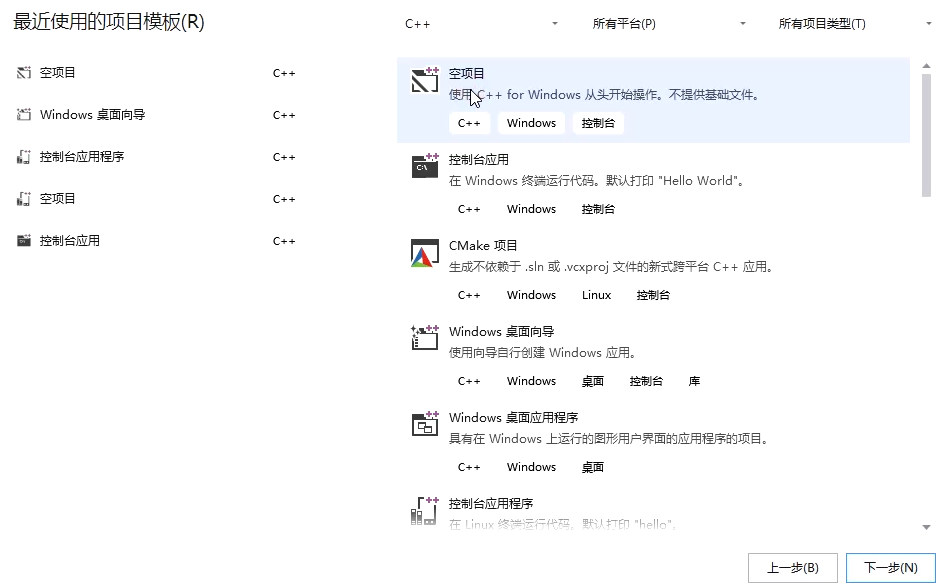 最近使用的项目模板(R)
空项目 C++
Windows 桌面向导 C++
控制台应用程序 C++
空项目 C++
控制台应用 C++
C++ 所有平台(P) 所有项目类型(T)
空项目
使用 C++ for Windows 从头开始操作。不提供基础文件。
C++ Windows 控制台
控制台应用
在 Windows 终端运行代码。默认打印 "Hello World"。
C++ Windows 控制台
CMake 项目
生成不依赖于 .sln 或 .vcxproj 文件的新式跨平台 C++ 应用。
C++ Windows Linux 控制台
Windows 桌面向导
使用向导自行创建 Windows 应用。
C++ Windows 桌面 控制台 库
Windows 桌面应用程序
具有在 Windows 上运行的图形用户界面的应用程序的项目。
C++ Windows 桌面
控制台应用程序
在 Linux 终端运行代码。默认打印 "hello"。
上一步(B) 下一步(N)